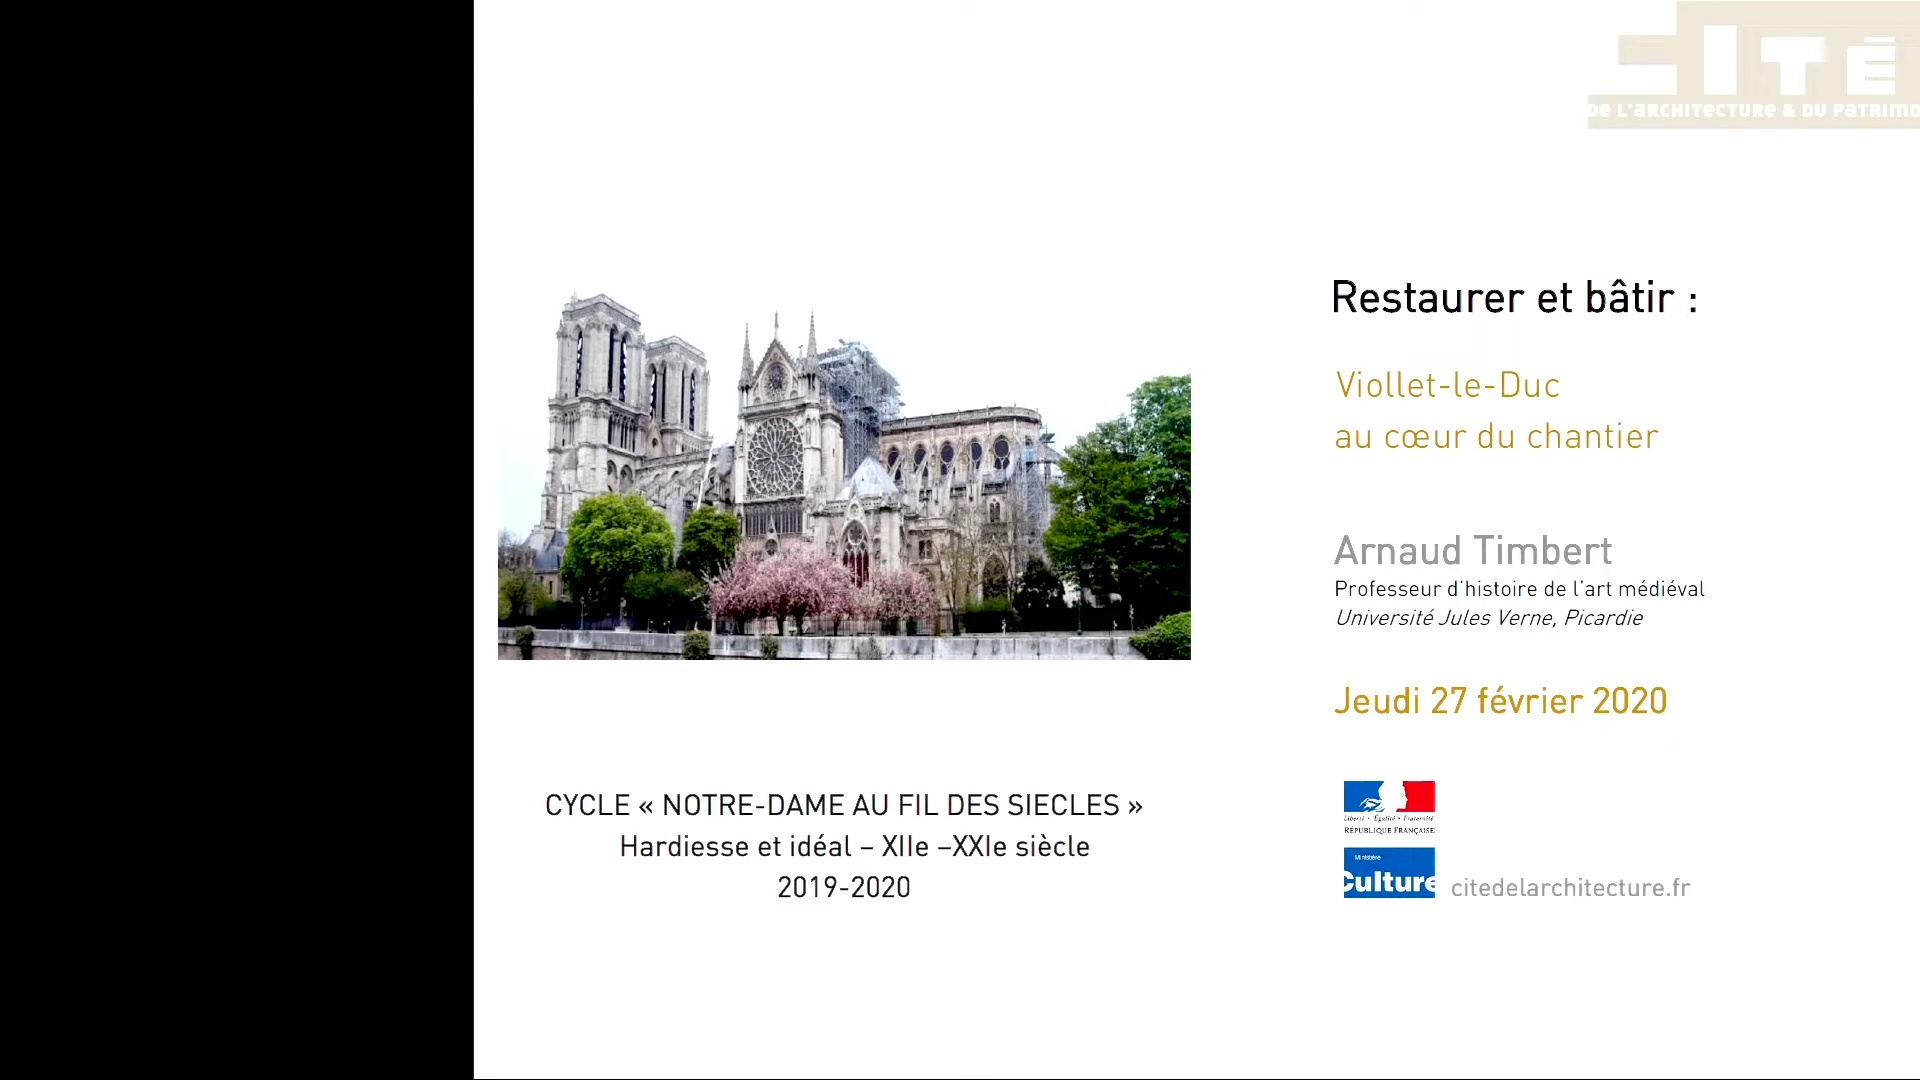 CITÉ
DE L'ARCHITECTURE & DU PATRIMO
Restaurer et bâtir :
Viollet-le-Duc
au cœur du chantier
Arnaud Timbert
Professeur d'histoire de l'art médiéval
Université Jules Verne, Picardie
Jeudi 27 février 2020
CYCLE « NOTRE-DAME AU FIL DES SIECLES »
Hardiesse et idéal – XIIe –XXIe siècle
2019-2020
Liberté • Égalité • Fraternité
RÉPUBLIQUE FRANÇAISE
Ministère
Culture
citedelarchitecture.fr